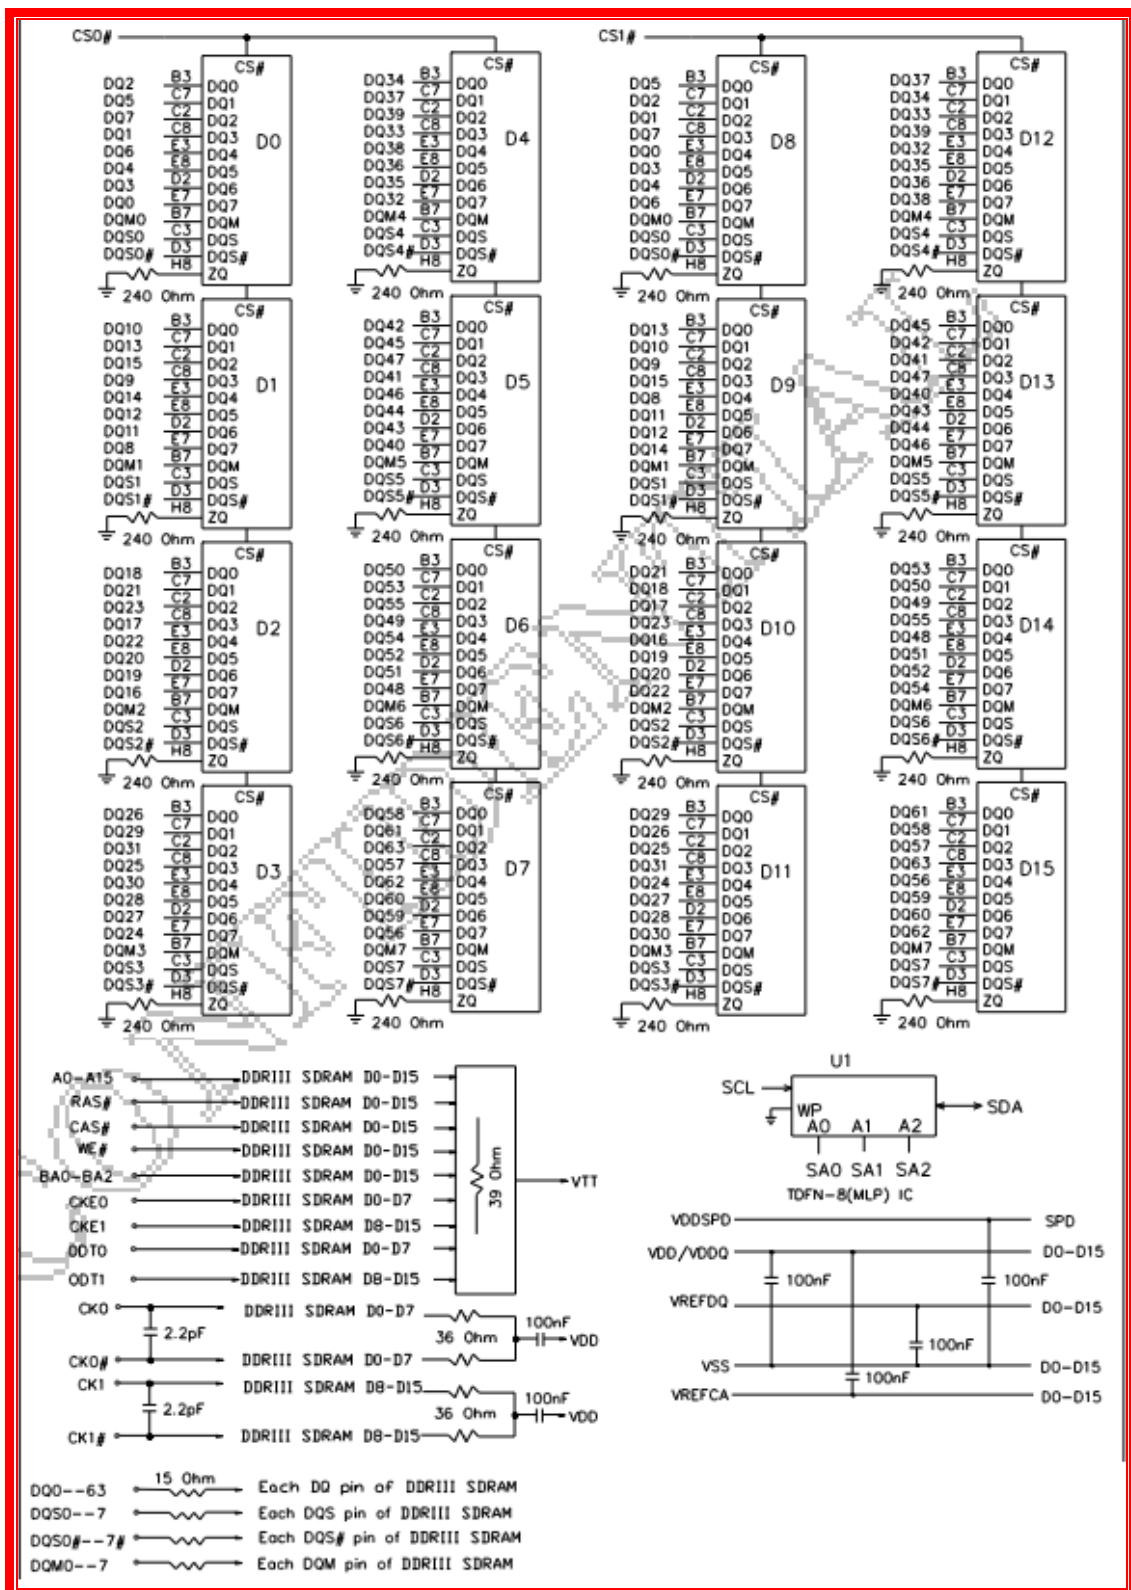 CS0#
CS#
DQ2 B3 DQ0
DQ5 C7 DQ1
DQ7 C2 DQ2
DQ1 C8 DQ3
DQ6 E3 DQ4
DQ4 E8 DQ5
DQ3 D2 DQ6
DQ0 E7 DQ7
DQM0 B7 DQM
DQS0 C3 DQS
DQS0# D3 DQS#
H8 ZQ
D0
240 Ohm
CS#
DQ10 B3 DQ0
DQ13 C7 DQ1
DQ15 C2 DQ2
DQ9 C8 DQ3
DQ14 E3 DQ4
DQ12 E8 DQ5
DQ11 D2 DQ6
DQ8 E7 DQ7
DQM1 B7 DQM
DQS1 C3 DQS
DQS1# D3 DQS#
H8 ZQ
D1
240 Ohm
CS#
DQ18 B3 DQ0
DQ21 C7 DQ1
DQ23 C2 DQ2
DQ17 C8 DQ3
DQ22 E3 DQ4
DQ20 E8 DQ5
DQ19 D2 DQ6
DQ16 E7 DQ7
DQM2 B7 DQM
DQS2 C3 DQS
DQS2# D3 DQS#
H8 ZQ
D2
240 Ohm
CS#
DQ26 B3 DQ0
DQ29 C7 DQ1
DQ31 C2 DQ2
DQ25 C8 DQ3
DQ30 E3 DQ4
DQ28 E8 DQ5
DQ27 D2 DQ6
DQ24 E7 DQ7
DQM3 B7 DQM
DQS3 C3 DQS
DQS3# D3 DQS#
H8 ZQ
D3
240 Ohm
CS#
DQ34 B3 DQ0
DQ37 C7 DQ1
DQ39 C2 DQ2
DQ33 C8 DQ3
DQ38 E3 DQ4
DQ36 E8 DQ5
DQ35 D2 DQ6
DQ32 E7 DQ7
DQM4 B7 DQM
DQS4 C3 DQS
DQS4# D3 DQS#
H8 ZQ
D4
240 Ohm
CS#
DQ42 B3 DQ0
DQ45 C7 DQ1
DQ47 C2 DQ2
DQ41 C8 DQ3
DQ46 E3 DQ4
DQ44 E8 DQ5
DQ43 D2 DQ6
DQ40 E7 DQ7
DQM5 B7 DQM
DQS5 C3 DQS
DQS5# D3 DQS#
H8 ZQ
D5
240 Ohm
CS#
DQ50 B3 DQ0
DQ53 C7 DQ1
DQ55 C2 DQ2
DQ49 C8 DQ3
DQ54 E3 DQ4
DQ52 E8 DQ5
DQ51 D2 DQ6
DQ48 E7 DQ7
DQM6 B7 DQM
DQS6 C3 DQS
DQS6# D3 DQS#
H8 ZQ
D6
240 Ohm
CS#
DQ58 B3 DQ0
DQ61 C7 DQ1
DQ63 C2 DQ2
DQ57 C8 DQ3
DQ62 E3 DQ4
DQ60 E8 DQ5
DQ59 D2 DQ6
DQ56 E7 DQ7
DQM7 B7 DQM
DQS7 C3 DQS
DQS7# D3 DQS#
H8 ZQ
D7
240 Ohm
CS1#
CS#
DQ5 B3 DQ0
DQ2 C7 DQ1
DQ1 C2 DQ2
DQ7 C8 DQ3
DQ0 E3 DQ4
DQ3 E8 DQ5
DQ4 D2 DQ6
DQ6 E7 DQ7
DQM0 B7 DQM
DQS0 C3 DQS
DQS0# D3 DQS#
H8 ZQ
D8
240 Ohm
CS#
DQ13 B3 DQ0
DQ10 C7 DQ1
DQ9 C2 DQ2
DQ15 C8 DQ3
DQ8 E3 DQ4
DQ11 E8 DQ5
DQ12 D2 DQ6
DQ14 E7 DQ7
DQM1 B7 DQM
DQS1 C3 DQS
DQS1# D3 DQS#
H8 ZQ
D9
240 Ohm
CS#
DQ21 B3 DQ0
DQ18 C7 DQ1
DQ17 C2 DQ2
DQ23 C8 DQ3
DQ16 E3 DQ4
DQ19 E8 DQ5
DQ20 D2 DQ6
DQ22 E7 DQ7
DQM2 B7 DQM
DQS2 C3 DQS
DQS2# D3 DQS#
H8 ZQ
D10
240 Ohm
CS#
DQ29 B3 DQ0
DQ26 C7 DQ1
DQ25 C2 DQ2
DQ31 C8 DQ3
DQ24 E3 DQ4
DQ27 E8 DQ5
DQ28 D2 DQ6
DQ30 E7 DQ7
DQM3 B7 DQM
DQS3 C3 DQS
DQS3# D3 DQS#
H8 ZQ
D11
240 Ohm
CS#
DQ37 B3 DQ0
DQ34 C7 DQ1
DQ33 C2 DQ2
DQ39 C8 DQ3
DQ32 E3 DQ4
DQ35 E8 DQ5
DQ36 D2 DQ6
DQ38 E7 DQ7
DQM4 B7 DQM
DQS4 C3 DQS
DQS4# D3 DQS#
H8 ZQ
D12
240 Ohm
CS#
DQ45 B3 DQ0
DQ42 C7 DQ1
DQ41 C2 DQ2
DQ47 C8 DQ3
DQ40 E3 DQ4
DQ43 E8 DQ5
DQ44 D2 DQ6
DQ46 E7 DQ7
DQM5 B7 DQM
DQS5 C3 DQS
DQS5# D3 DQS#
H8 ZQ
D13
240 Ohm
CS#
DQ53 B3 DQ0
DQ50 C7 DQ1
DQ49 C2 DQ2
DQ55 C8 DQ3
DQ48 E3 DQ4
DQ51 E8 DQ5
DQ52 D2 DQ6
DQ54 E7 DQ7
DQM6 B7 DQM
DQS6 C3 DQS
DQS6# D3 DQS#
H8 ZQ
D14
240 Ohm
CS#
DQ61 B3 DQ0
DQ58 C7 DQ1
DQ57 C2 DQ2
DQ63 C8 DQ3
DQ56 E3 DQ4
DQ59 E8 DQ5
DQ60 D2 DQ6
DQ62 E7 DQ7
DQM7 B7 DQM
DQS7 C3 DQS
DQS7# D3 DQS#
H8 ZQ
D15
240 Ohm
A0-A15 DDRIII SDRAM D0-D15
RAS# DDRIII SDRAM D0-D15
CAS# DDRIII SDRAM D0-D15
WE# DDRIII SDRAM D0-D15
BA0-BA2 DDRIII SDRAM D0-D15
CKE0 DDRIII SDRAM D0-D7
CKE1 DDRIII SDRAM D8-D15
ODT0 DDRIII SDRAM D0-D7
ODT1 DDRIII SDRAM D8-D15
39 Ohm
VTT
CK0 DDRIII SDRAM D0-D7
2.2pF 36 Ohm 100nF VDD
CK0# DDRIII SDRAM D0-D7
CK1 DDRIII SDRAM D8-D15
2.2pF 36 Ohm 100nF VDD
CK1# DDRIII SDRAM D8-D15
U1
SCL
WP
SDA
A0 A1 A2
SA0 SA1 SA2
TDFN-8(MLP) IC
VDDSPD SPD
VDD/VDDQ D0-D15
100nF 100nF
VREFDQ D0-D15
100nF
VSS D0-D15
100nF
VREFCA D0-D15
DQ0--63 15 Ohm Each DQ pin of DDRIII SDRAM
DQS0--7 Each DQS pin of DDRIII SDRAM
DQS0#--7# Each DQS# pin of DDRIII SDRAM
DQM0--7 Each DQM pin of DDRIII SDRAM